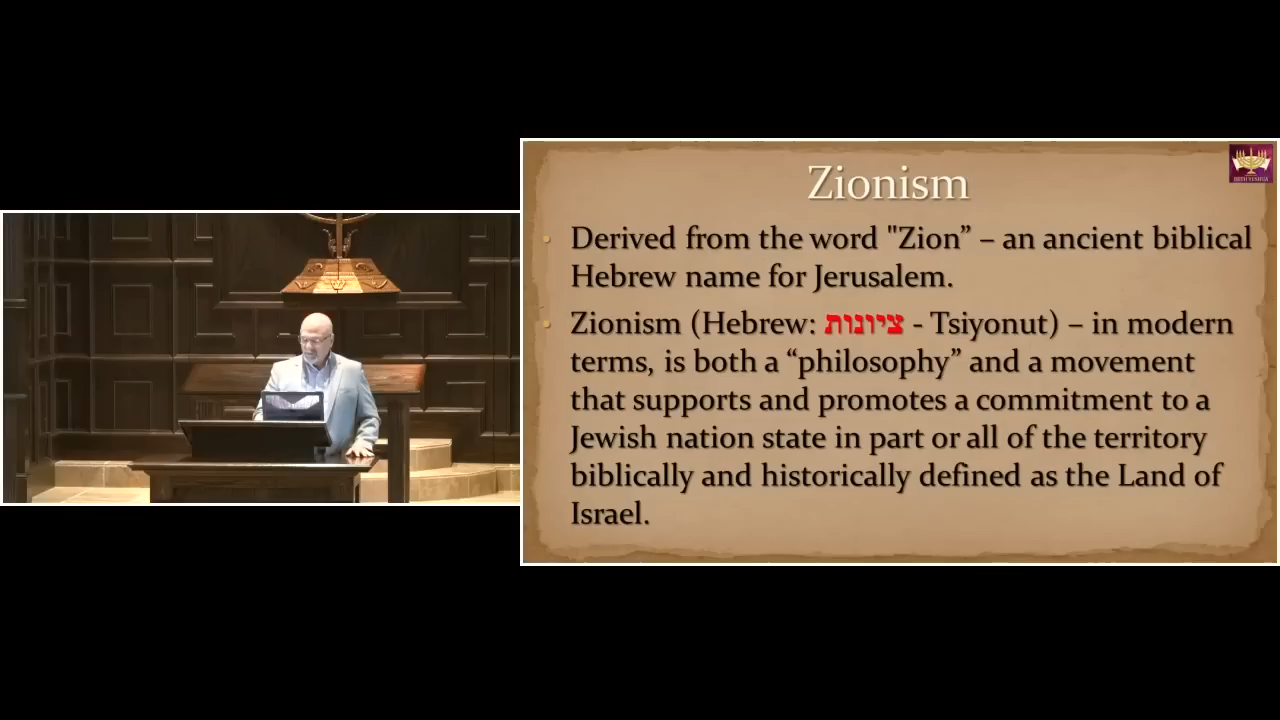 Zionism
Derived from the word "Zion” – an ancient biblical
Hebrew name for Jerusalem.
Zionism (Hebrew: ציונות - Tsiyonut) – in modern
terms, is both a “philosophy” and a movement
that supports and promotes a commitment to a
Jewish nation state in part or all of the territory
biblically and historically defined as the Land of
Israel.
BETH YESHUA